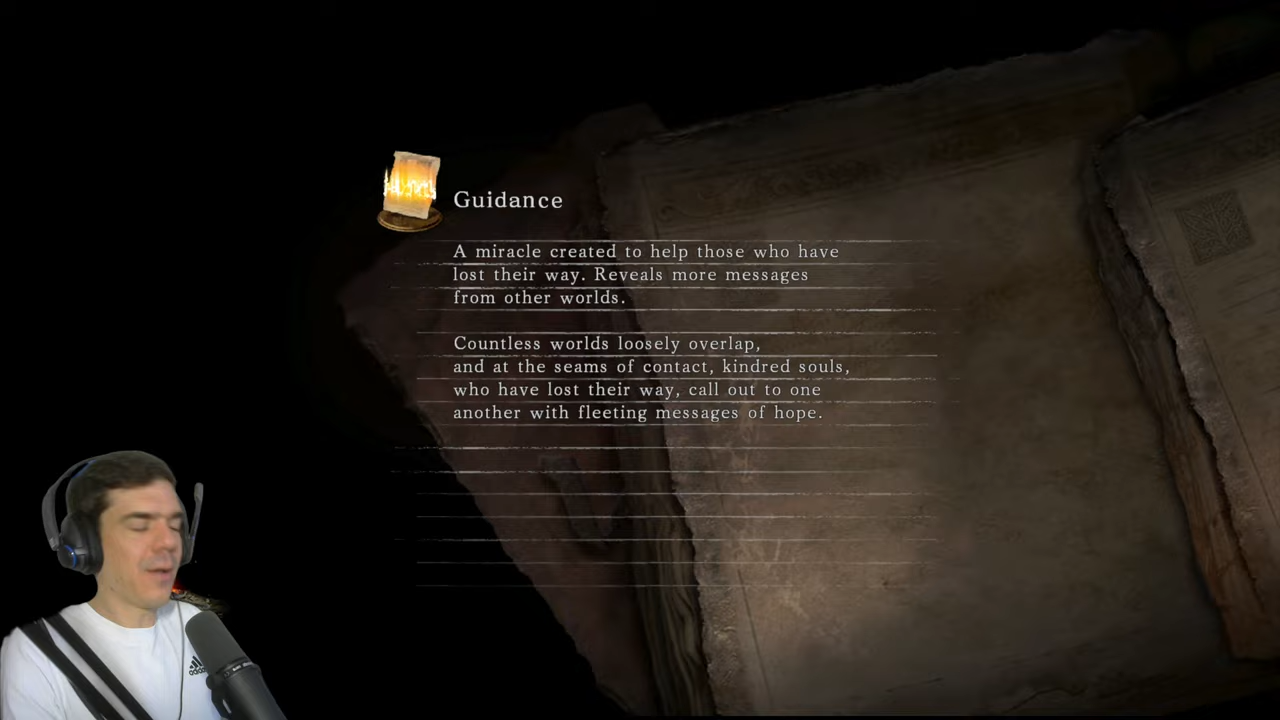 Guidance
A miracle created to help those who have
lost their way. Reveals more messages
from other worlds.
Countless worlds loosely overlap,
and at the seams of contact, kindred souls,
who have lost their way, call out to one
another with fleeting messages of hope.
adidas